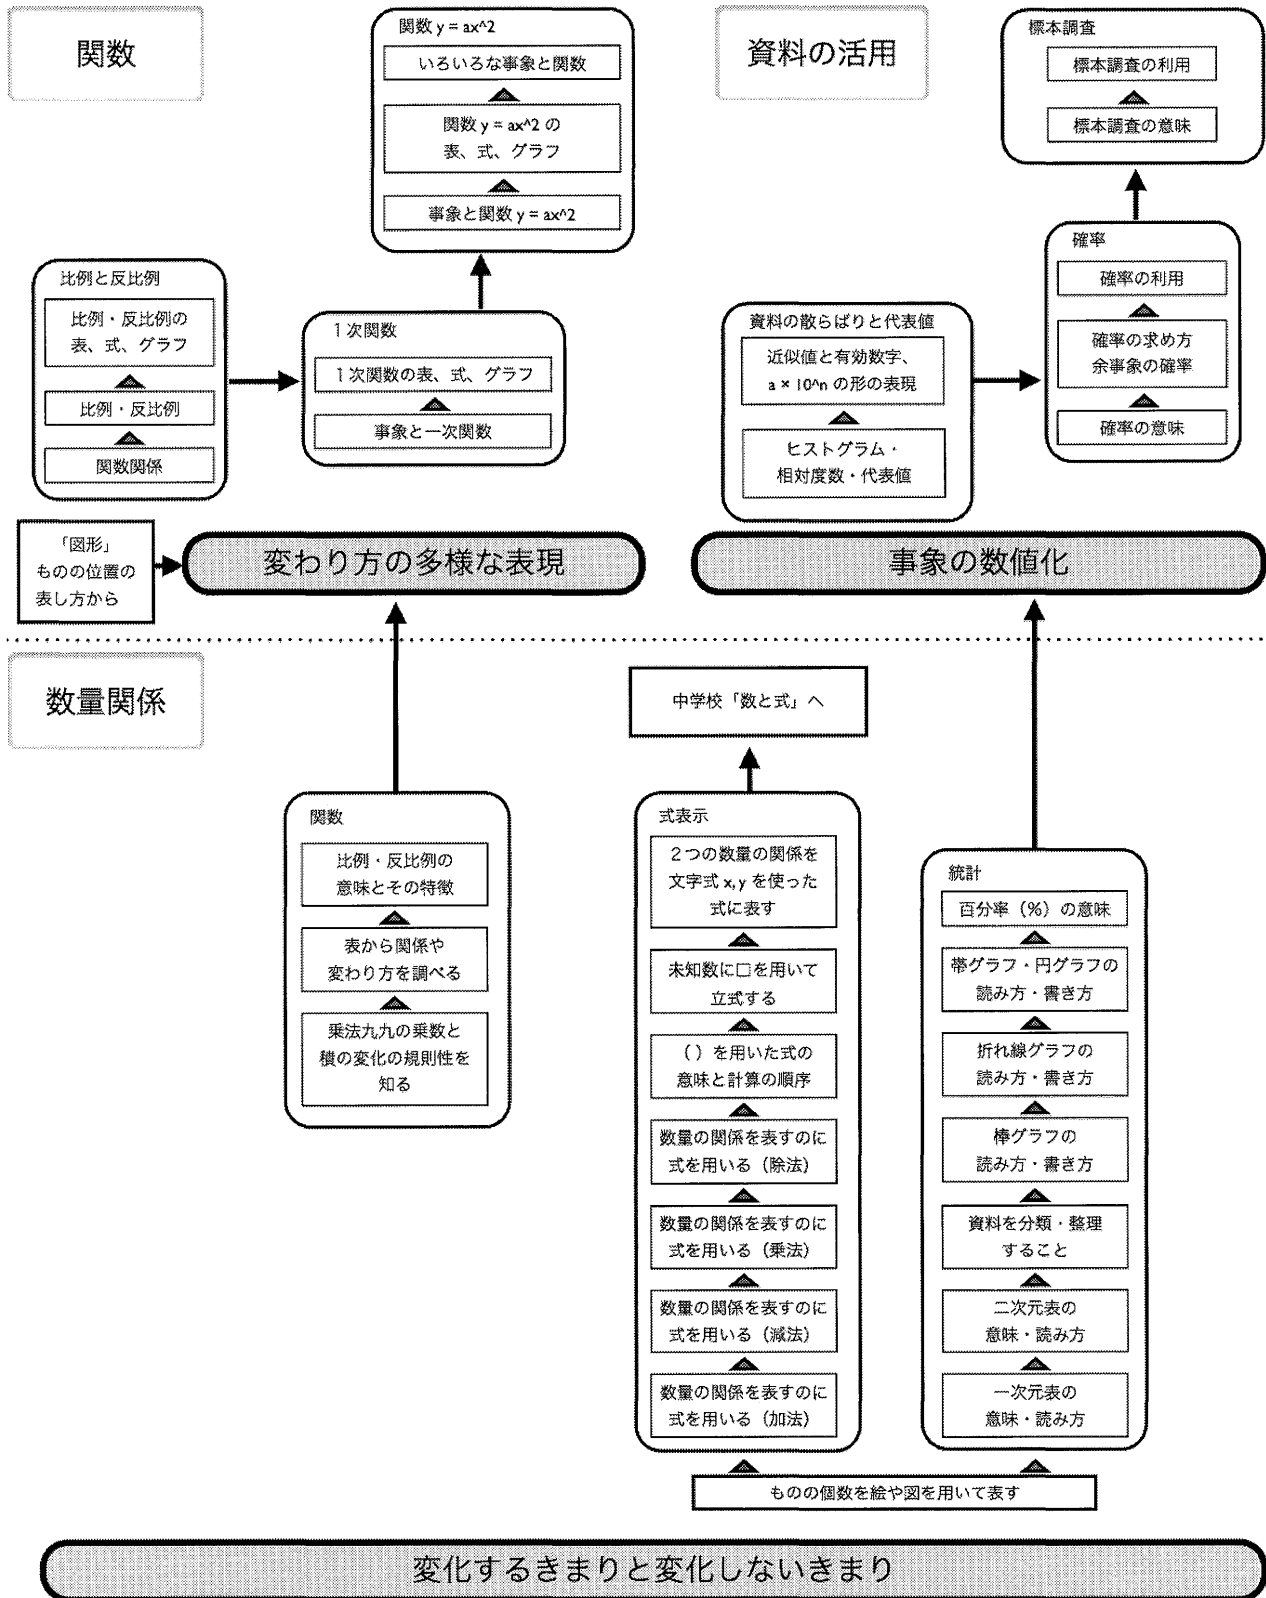 関数
関数 y = ax^2
いろいろな事象と関数
関数 y = ax^2 の
表、式、グラフ
事象と関数 y = ax^2
比例と反比例
比例・反比例の
表、式、グラフ
比例・反比例
関数関係
1次関数
1次関数の表、式、グラフ
事象と一次関数
資料の活用
標本調査
標本調査の利用
標本調査の意味
確率
確率の利用
確率の求め方
余事象の確率
確率の意味
資料の散らばりと代表値
近似値と有効数字、
a × 10^n の形の表現
ヒストグラム・
相対度数・代表値
「図形」
ものの位置の
表し方から
変わり方の多様な表現
事象の数値化
数量関係
中学校「数と式」へ
関数
比例・反比例の
意味とその特徴
表から関係や
変わり方を調べる
乗法九九の乗数と
積の変化の規則性を
知る
式表示
2つの数量の関係を
文字式 x, y を使った
式に表す
未知数に□を用いて
立式する
( ) を用いた式の
意味と計算の順序
数量の関係を表すのに
式を用いる（除法）
数量の関係を表すのに
式を用いる（乗法）
数量の関係を表すのに
式を用いる（減法）
数量の関係を表すのに
式を用いる（加法）
統計
百分率（%）の意味
帯グラフ・円グラフの
読み方・書き方
折れ線グラフの
読み方・書き方
棒グラフの
読み方・書き方
資料を分類・整理
すること
二次元表の
意味・読み方
一次元表の
意味・読み方
ものの個数を絵や図を用いて表す
変化するきまりと変化しないきまり